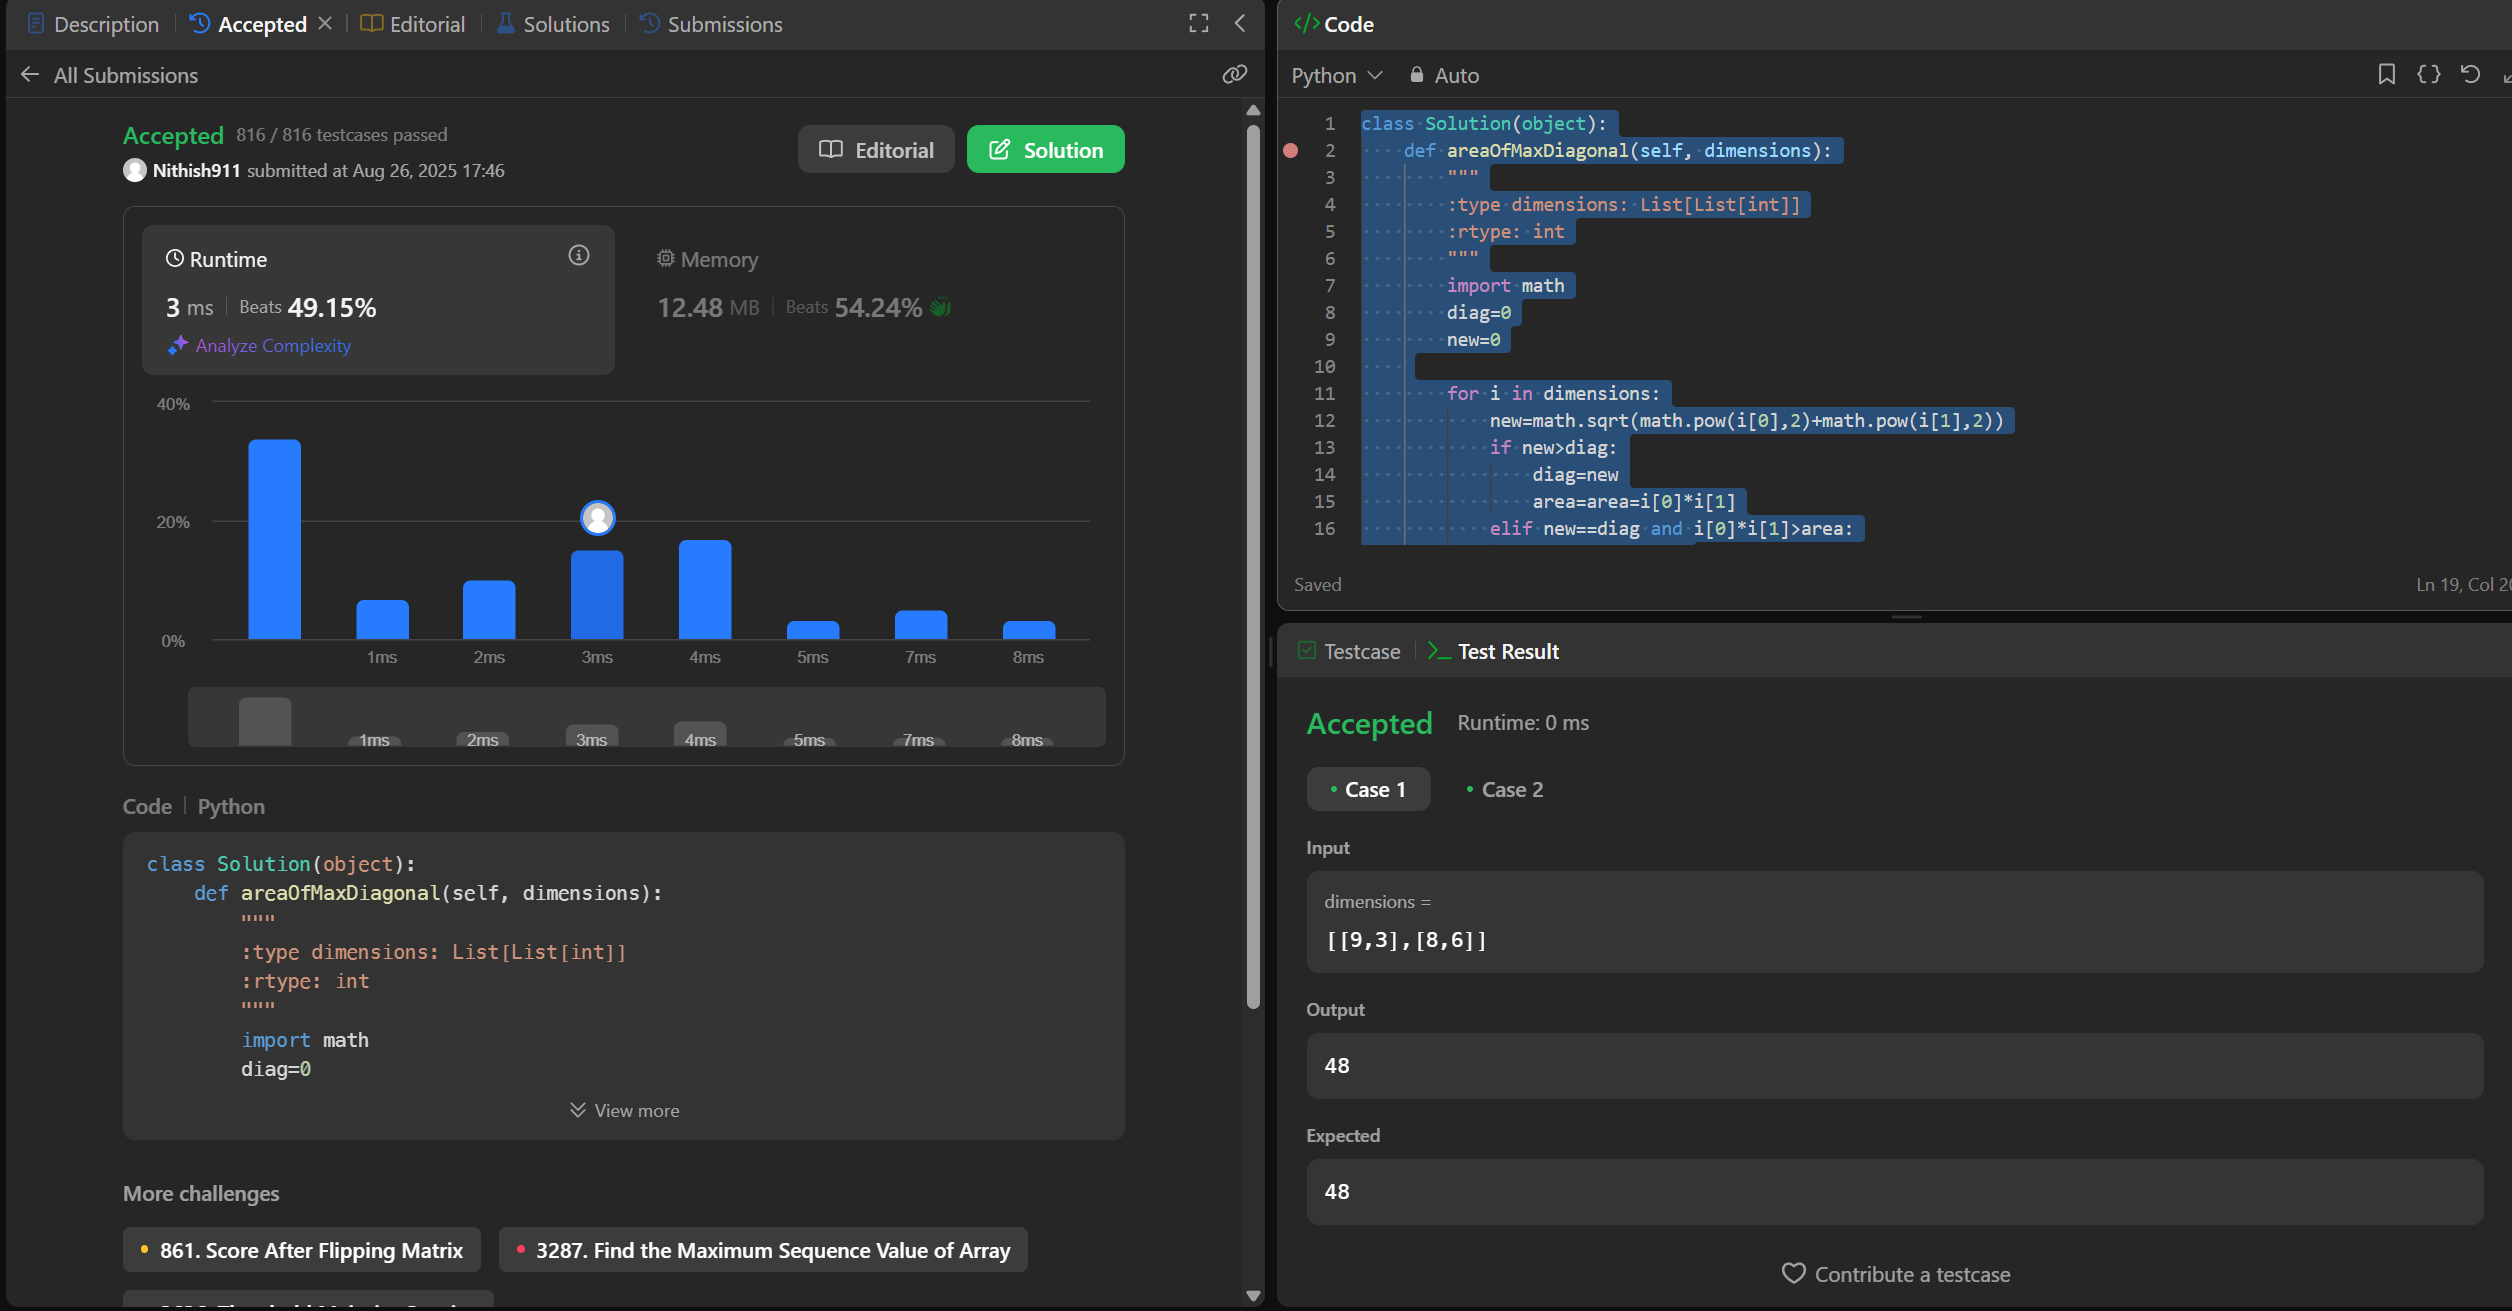 Description
Accepted
Editorial
Solutions
Submissions
All Submissions
Accepted 816 / 816 testcases passed
Nithish911 submitted at Aug 26, 2025 17:46
Editorial
Solution
Runtime
3 ms Beats 49.15%
Analyze Complexity
Memory
12.48 MB Beats 54.24%
40%
20%
0%
1ms 2ms 3ms 4ms 5ms 7ms 8ms
1ms 2ms 3ms 4ms 5ms 7ms 8ms
Code Python
class Solution(object):
    def areaOfMaxDiagonal(self, dimensions):
        """
        :type dimensions: List[List[int]]
        :rtype: int
        """
        import math
        diag=0
View more
More challenges
861. Score After Flipping Matrix
3287. Find the Maximum Sequence Value of Array
</> Code
Python Auto
1 class Solution(object):
2     def areaOfMaxDiagonal(self, dimensions):
3         """
4         :type dimensions: List[List[int]]
5         :rtype: int
6         """
7         import math
8         diag=0
9         new=0
10
11         for i in dimensions:
12             new=math.sqrt(math.pow(i[0],2)+math.pow(i[1],2))
13             if new>diag:
14                 diag=new
15                 area=area=i[0]*i[1]
16             elif new==diag and i[0]*i[1]>area:
Saved
Ln 19, Col
Testcase
Test Result
Accepted Runtime: 0 ms
Case 1
Case 2
Input
dimensions =
[[9,3],[8,6]]
Output
48
Expected
48
Contribute a testcase